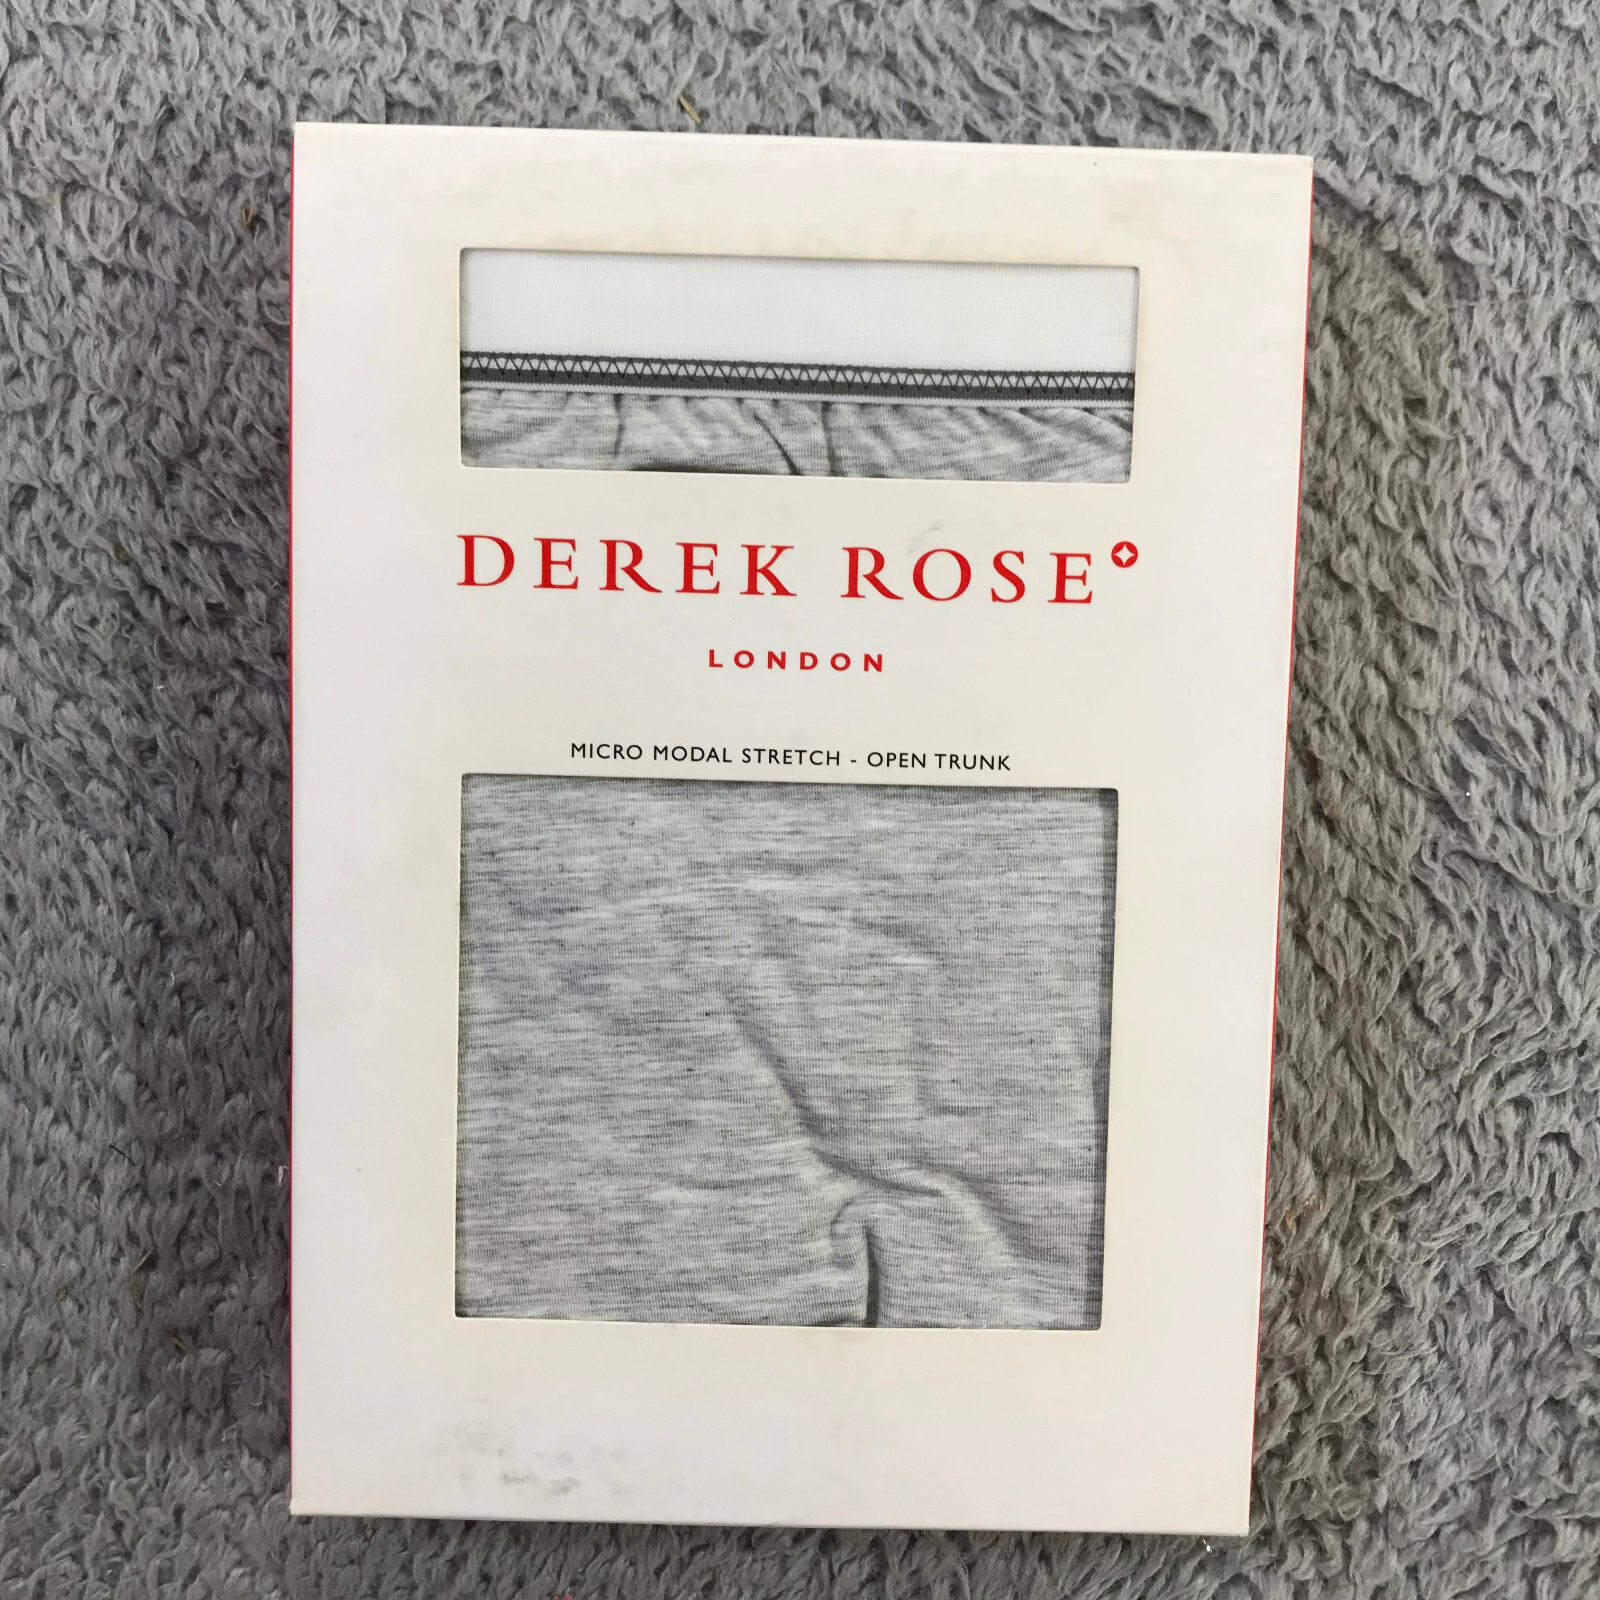 DEREK ROSE
LONDON
MICRO MODAL STRETCH - OPEN TRUNK